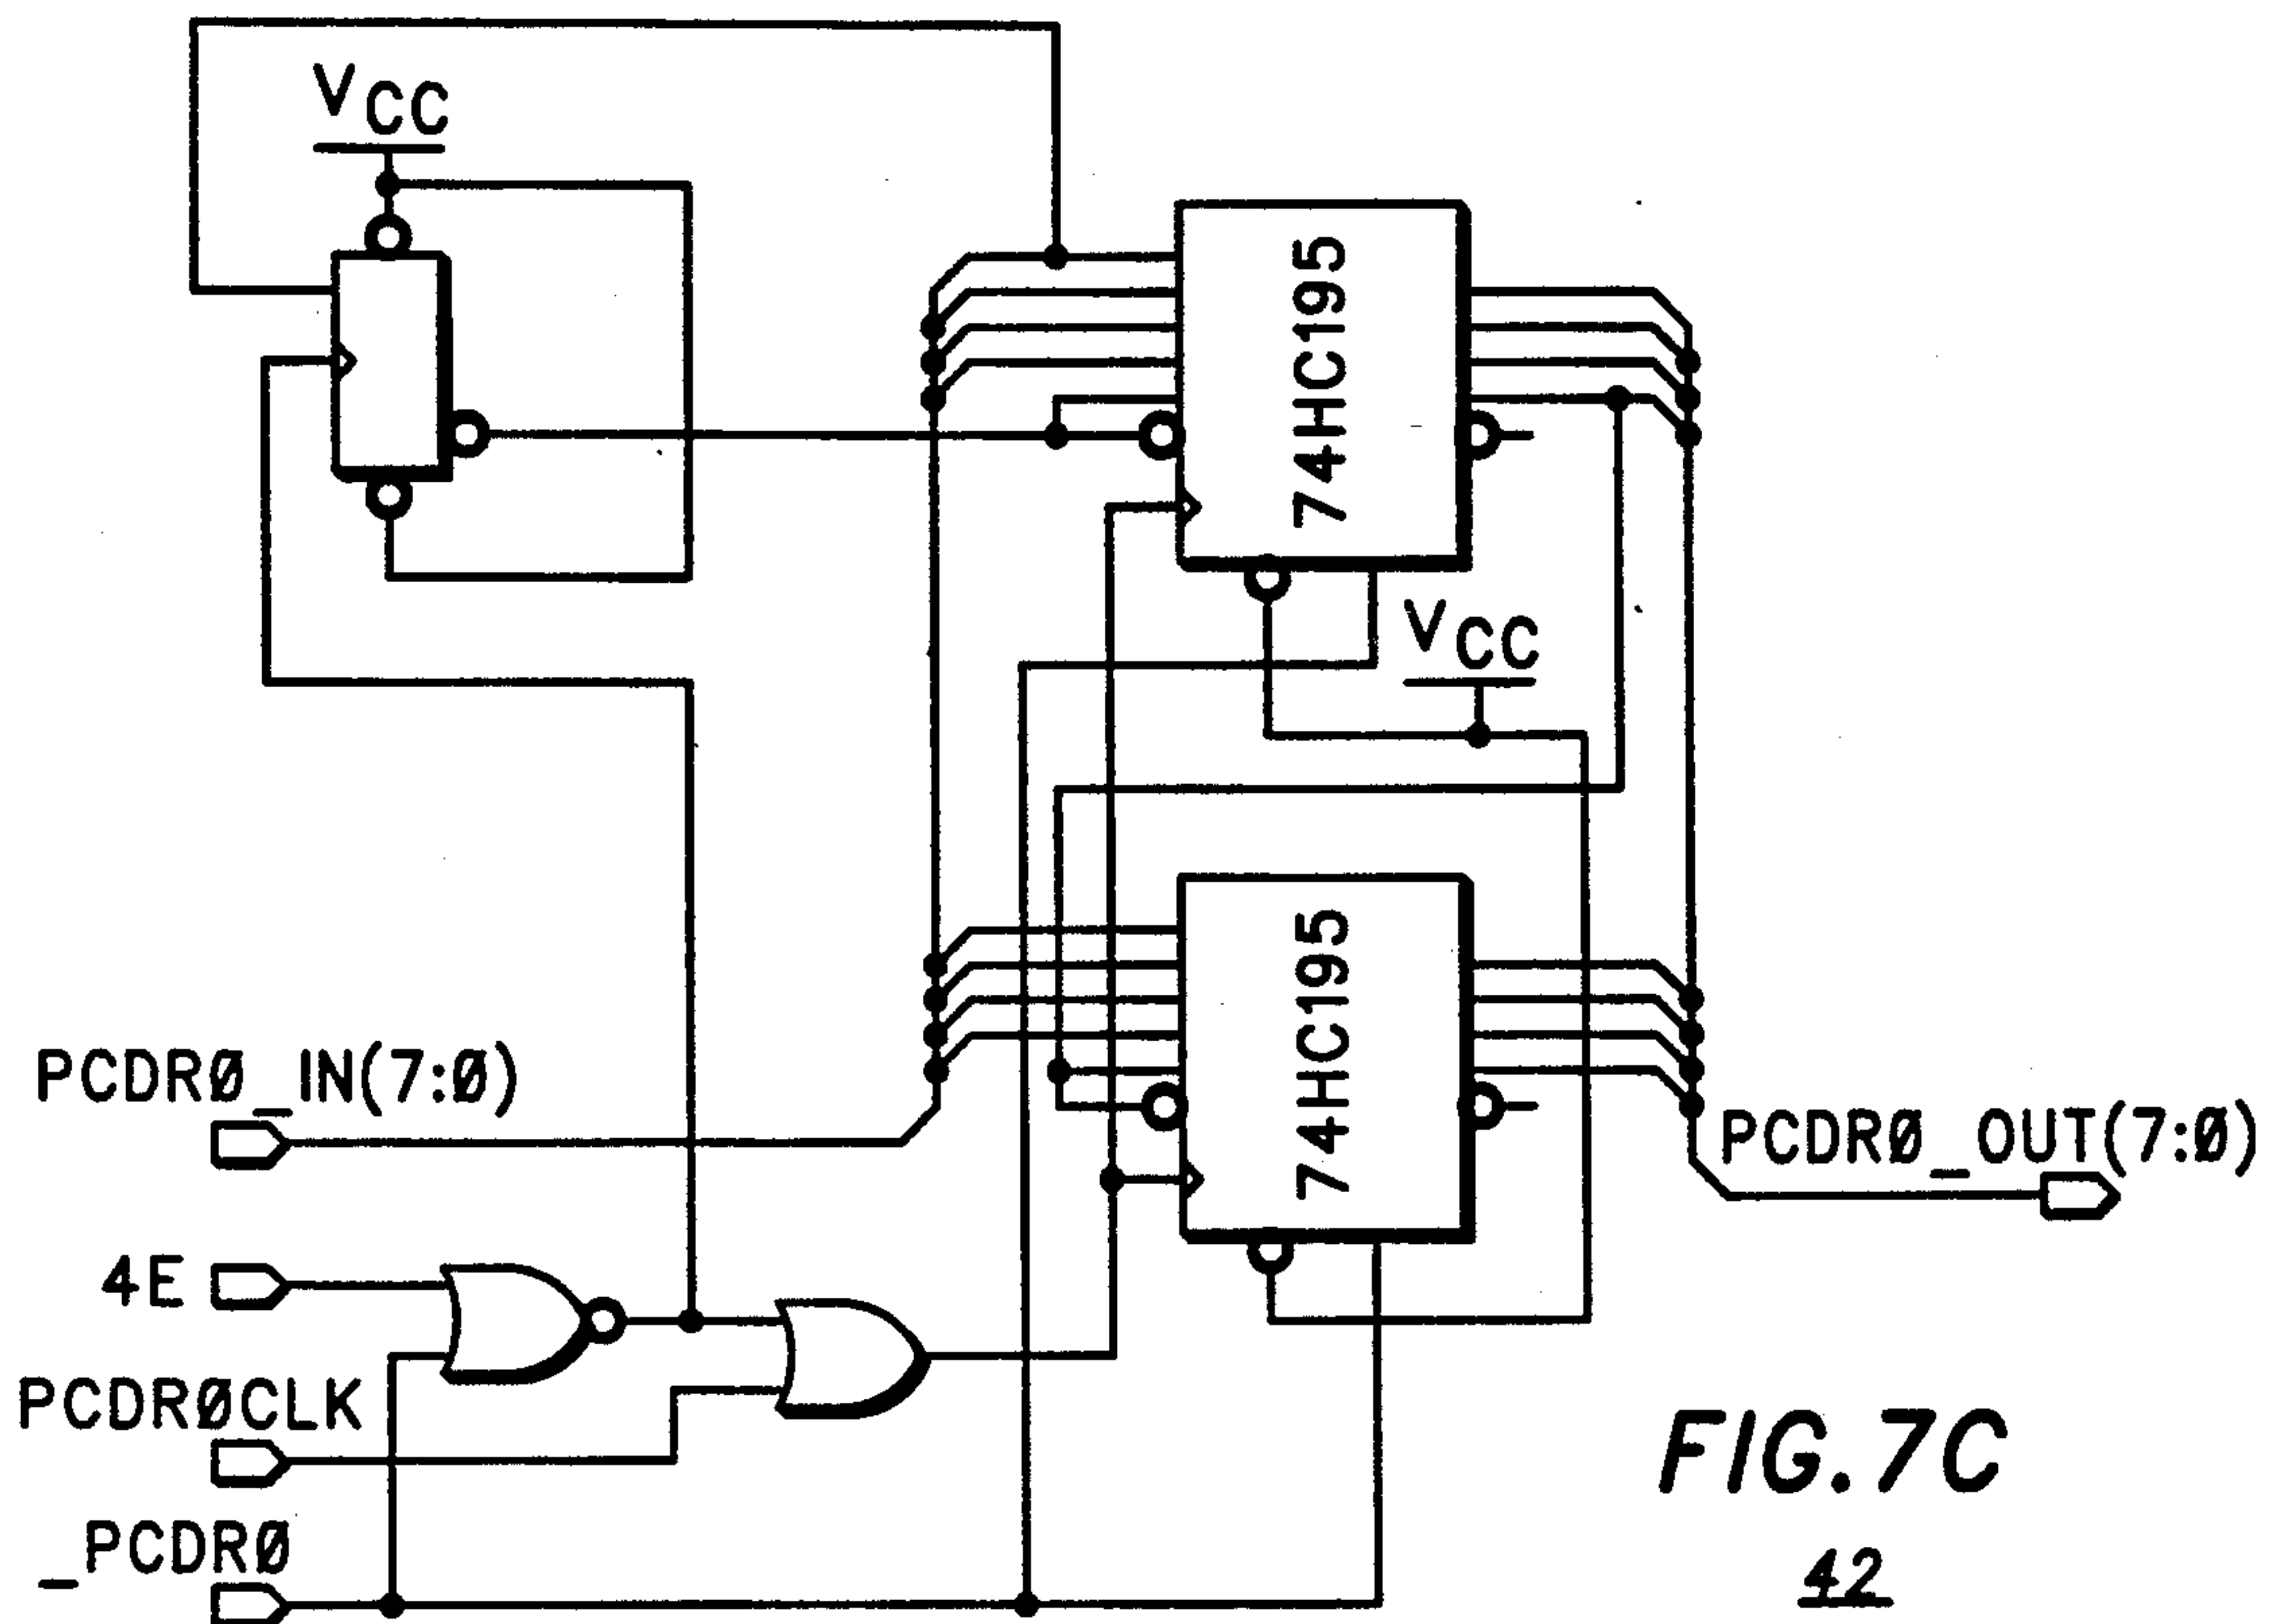 VCC
74HC195
VCC
74HC195
PCDRØ_IN(7:Ø)
PCDRØ_OUT(7:Ø)
4E
PCDRØCLK
_PCDRØ
FIG.7C
42